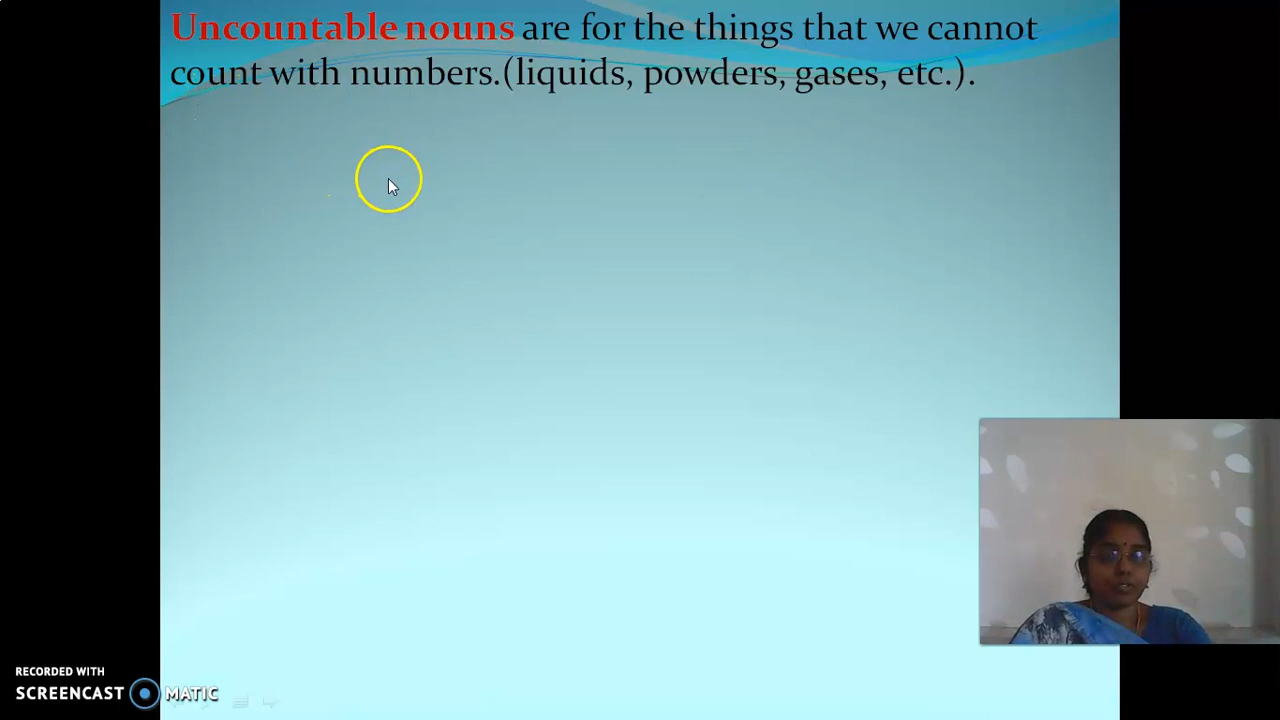 Uncountable nouns are for the things that we cannot
count with numbers.(liquids, powders, gases, etc.).
RECORDED WITH
SCREENCAST MATIC